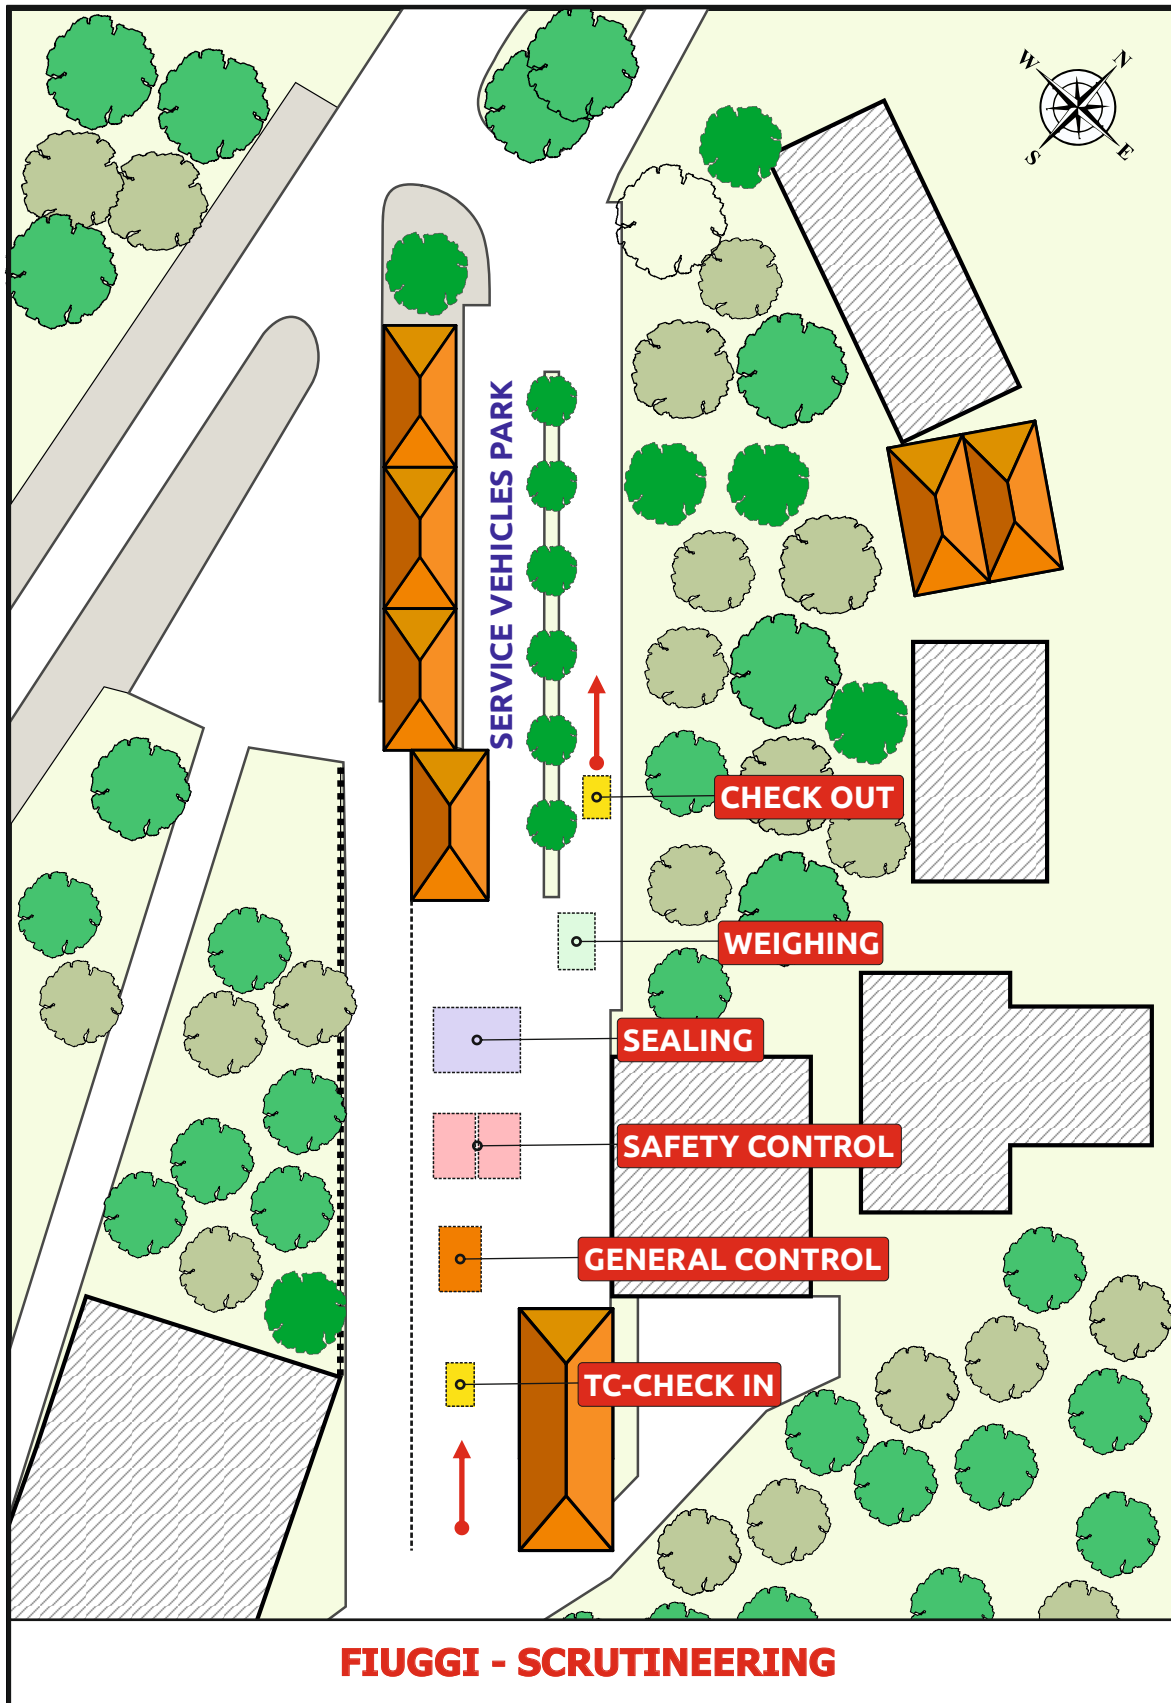 W
N
S
E
SERVICE VEHICLES PARK
CHECK OUT
WEIGHING
SEALING
SAFETY CONTROL
GENERAL CONTROL
TC-CHECK IN
FIUGGI - SCRUTINEERING